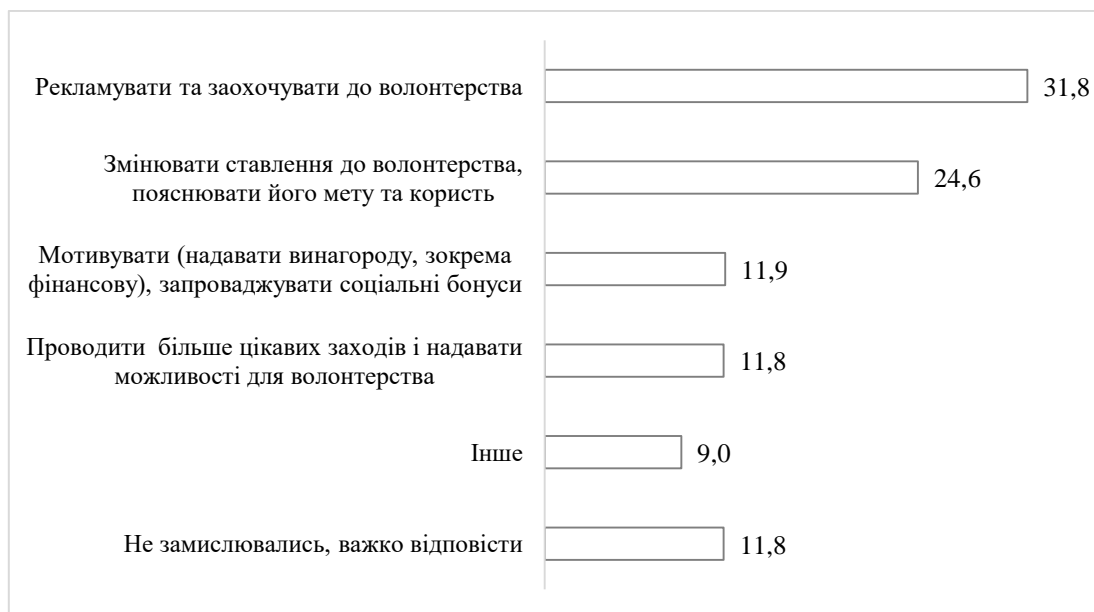 Рекламувати та заохочувати до волонтерства
31,8
Змінювати ставлення до волонтерства,
пояснювати його мету та користь
24,6
Мотивувати (надавати винагороду, зокрема
фінансову), запроваджувати соціальні бонуси
11,9
Проводити  більше цікавих заходів і надавати
можливості для волонтерства
11,8
Інше
9,0
Не замислювались, важко відповісти
11,8